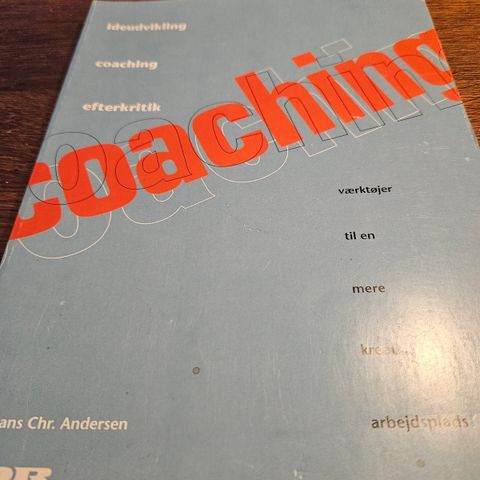 ideudvikling
coaching
efterkritik
coaching
værktøjer
til en
mere
arbejdsplads
ans Chr. Andersen